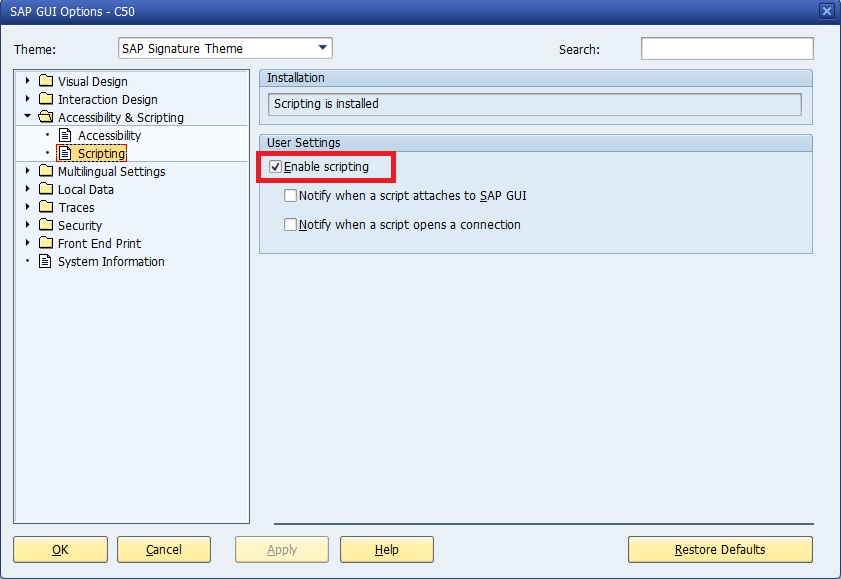 SAP GUI Options - C50
Theme:
SAP Signature Theme
Search:
Visual Design
Interaction Design
Accessibility & Scripting
Accessibility
Scripting
Multilingual Settings
Local Data
Traces
Security
Front End Print
System Information
Installation
Scripting is installed
User Settings
Enable scripting
Notify when a script attaches to SAP GUI
Notify when a script opens a connection
OK
Cancel
Apply
Help
Restore Defaults